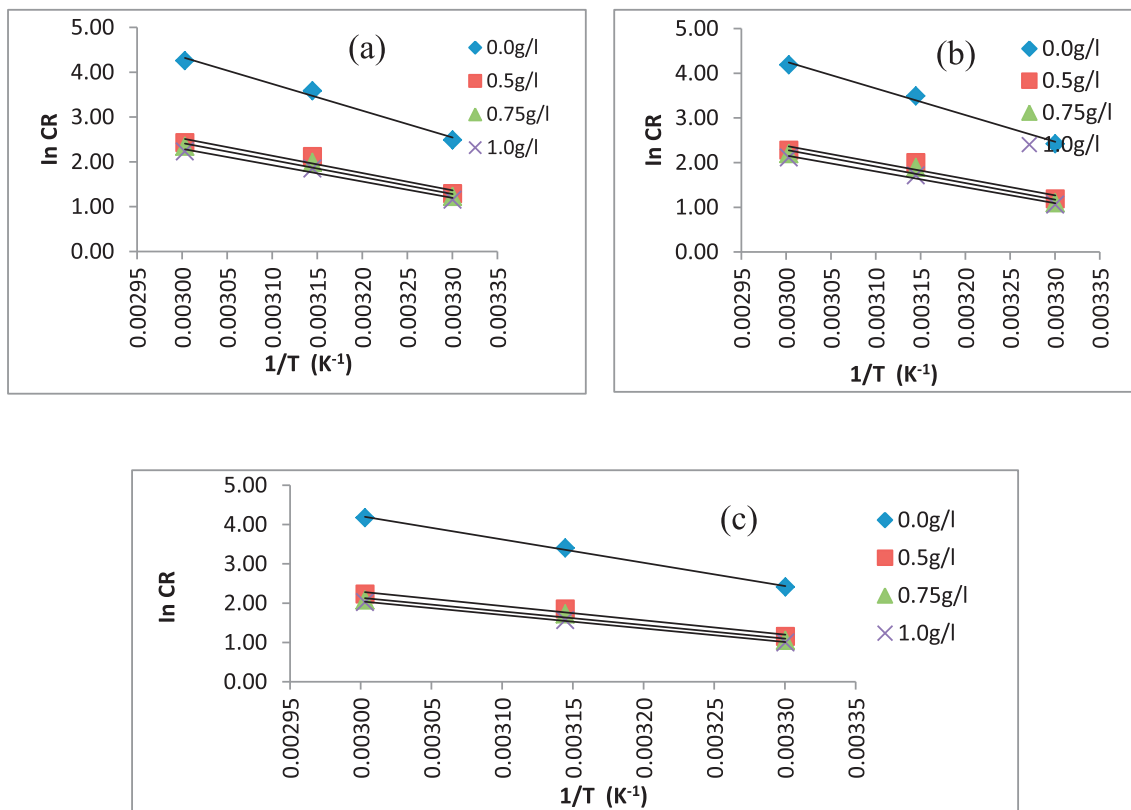 (a)
5.00
4.00
3.00
2.00
1.00
0.00
ln CR
0.00295
0.00300
0.00305
0.00310
0.00315
0.00320
0.00325
0.00330
0.00335
1/T (K⁻¹)
0.0g/l
0.5g/l
0.75g/l
1.0g/l
(b)
5.00
4.00
3.00
2.00
1.00
0.00
ln CR
0.00295
0.00300
0.00305
0.00310
0.00315
0.00320
0.00325
0.00330
0.00335
1/T (K⁻¹)
0.0g/l
0.5g/l
0.75g/l
1.0g/l
(c)
5.00
4.00
3.00
2.00
1.00
0.00
ln CR
0.00295
0.00300
0.00305
0.00310
0.00315
0.00320
0.00325
0.00330
0.00335
1/T (K⁻¹)
0.0g/l
0.5g/l
0.75g/l
1.0g/l